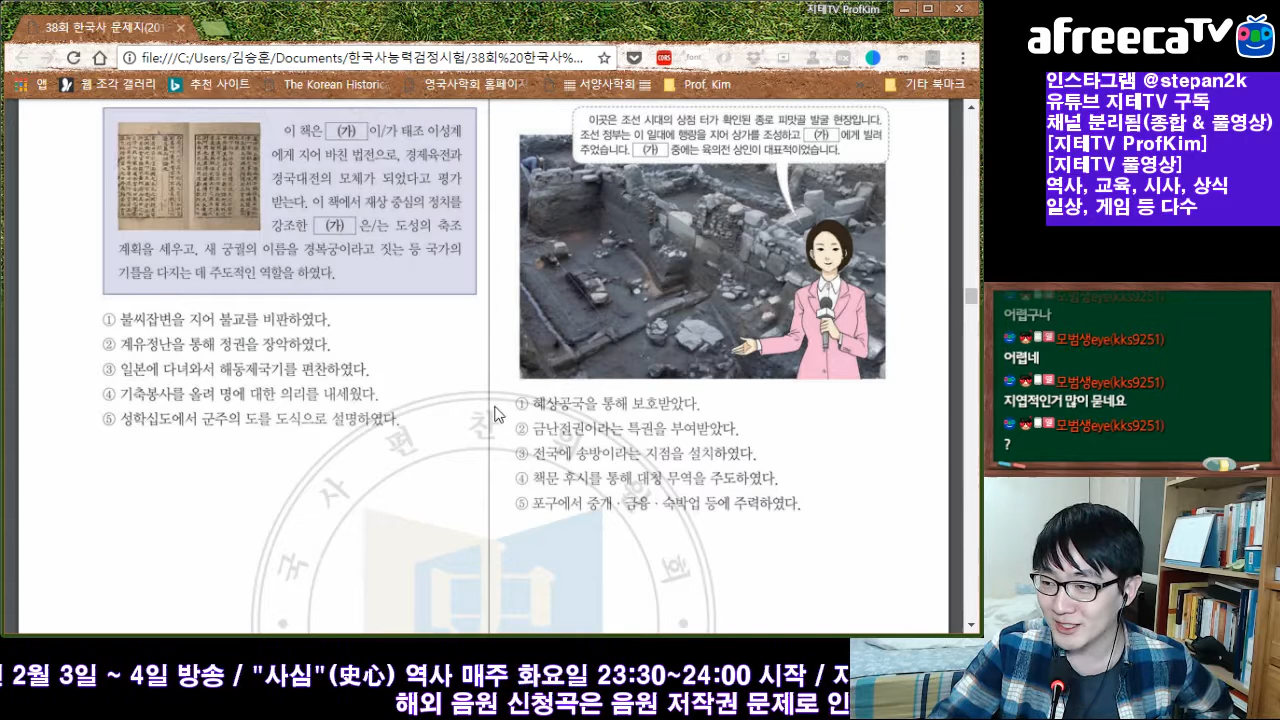 지테TV ProfKim
38회 한국사 문제지(201
file:///C:/Users/김승훈/Documents/한국사능력검정시험/38회%20한국사%...
앱 웹 조각 갤러리 추천 사이트 The Korean Historic 영국사학회 홈페이지 ||| 서양사학회 ||| Prof. Kim 기타 북마크
이 책은 (가) 이/가 태조 이성계
에게 지어 바친 법전으로, 경제육전과
경국대전의 모체가 되었다고 평가
받는다. 이 책에서 재상 중심의 정치를
강조한 (가) 은/는 도성의 축조
계획을 세우고, 새 궁궐의 이름을 경복궁이라고 짓는 등 국가의
기틀을 다지는 데 주도적인 역할을 하였다.
① 불씨잡변을 지어 불교를 비판하였다.
② 계유정난을 통해 정권을 장악하였다.
③ 일본에 다녀와서 해동제국기를 편찬하였다.
④ 기축봉사를 올려 명에 대한 의리를 내세웠다.
⑤ 성학십도에서 군주의 도를 도식으로 설명하였다.
이곳은 조선 시대의 상점 터가 확인된 종로 피맛골 발굴 현장입니다.
조선 정부는 이 일대에 행랑을 지어 상가를 조성하고 (가) 에게 빌려
주었습니다. (가) 중에는 육의전 상인이 대표적이었습니다.
① 혜상공국을 통해 보호받았다.
② 금난전권이라는 특권을 부여받았다.
③ 전국에 송방이라는 지점을 설치하였다.
④ 책문 후시를 통해 대청 무역을 주도하였다.
⑤ 포구에서 중개·금융·숙박업 등에 주력하였다.
국 사 편 찬 위 원 회
afreecaTV
인스타그램 @stepan2k
유튜브 지테TV 구독
채널 분리됨(종합 & 풀영상)
[지테TV ProfKim]
[지테TV 풀영상]
역사, 교육, 시사, 상식
일상, 게임 등 다수
모범생eye(kks9251)
어렵구나
모범생eye(kks9251)
어렵네
모범생eye(kks9251)
지엽적인거 많이 묻네요
모범생eye(kks9251)
?
2월 3일 ~ 4일 방송 / "사심"(史心) 역사 매주 화요일 23:30~24:00 시작 /
해외 음원 신청곡은 음원 저작권 문제로 인